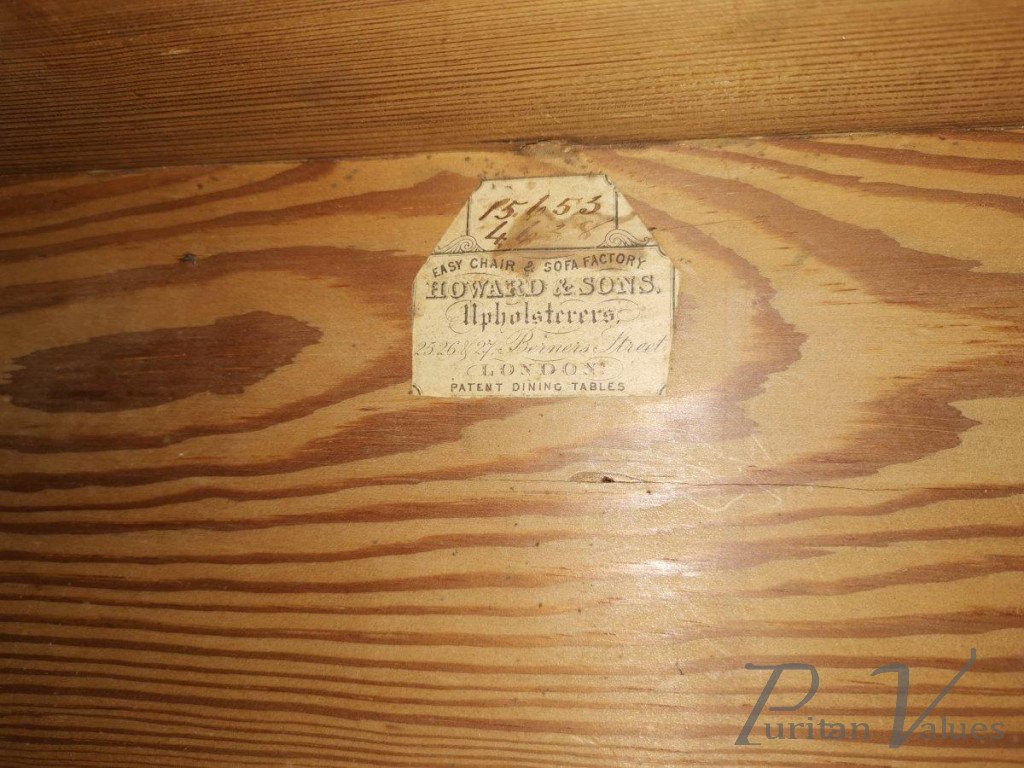 15653
EASY CHAIR & SOFA FACTORY
HOWARD & SONS.
Upholsterers,
25.26 & 27, Berners Street
LONDON.
PATENT DINING TABLES
Puritan Values